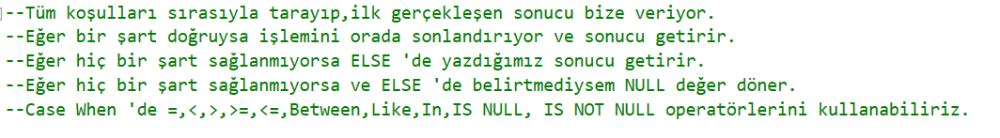 --Tüm koşulları sırasıyla tarayıp,ilk gerçekleşen sonucu bize veriyor.
--Eğer bir şart doğruysa işlemini orada sonlandırıyor ve sonucu getirir.
--Eğer hiç bir şart sağlanmıyorsa ELSE 'de yazdığımız sonucu getirir.
--Eğer hiç bir şart sağlanmıyorsa ve ELSE 'de belirtmediysem NULL değer döner.
--Case When 'de =,<,>,>=,<=,Between,Like,In,IS NULL, IS NOT NULL operatörlerini kullanabiliriz.